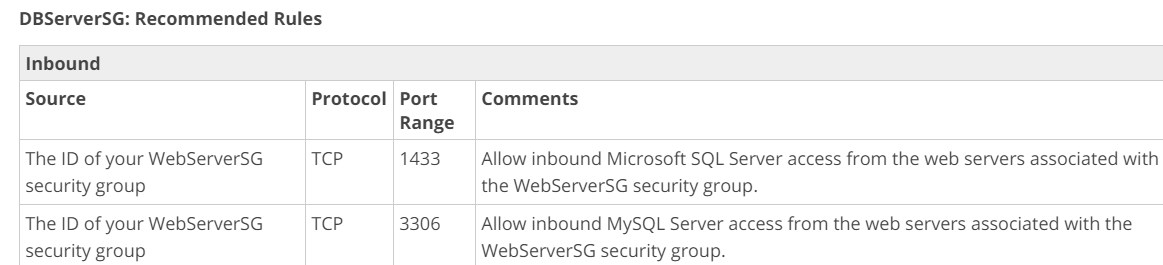 DBServerSG: Recommended Rules
Inbound
Source Protocol Port Range Comments
The ID of your WebServerSG security group TCP 1433 Allow inbound Microsoft SQL Server access from the web servers associated with the WebServerSG security group.
The ID of your WebServerSG security group TCP 3306 Allow inbound MySQL Server access from the web servers associated with the WebServerSG security group.